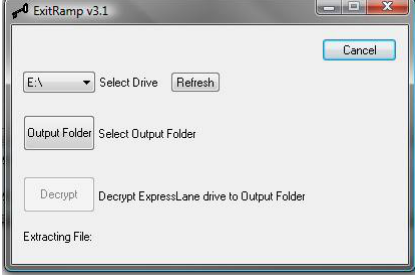 ExitRamp v3.1
Cancel
E:\ Select Drive Refresh
Output Folder Select Output Folder
Decrypt Decrypt ExpressLane drive to Output Folder
Extracting File: